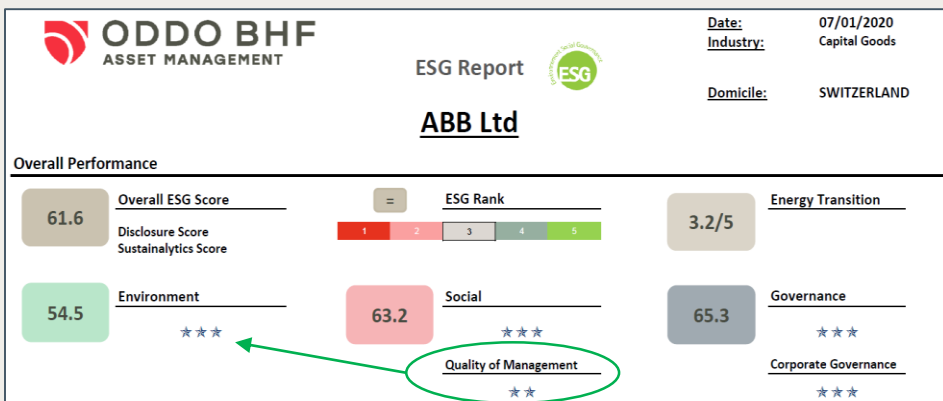 ODDO BHF
ASSET MANAGEMENT
ESG Report
ESG
ABB Ltd
Date: 07/01/2020
Industry: Capital Goods
Domicile: SWITZERLAND
Overall Performance
61.6
Overall ESG Score
Disclosure Score
Sustainalytics Score
=
ESG Rank
1 2 3 4 5
3.2/5
Energy Transition
54.5
Environment
63.2
Social
65.3
Governance
Quality of Management
Corporate Governance